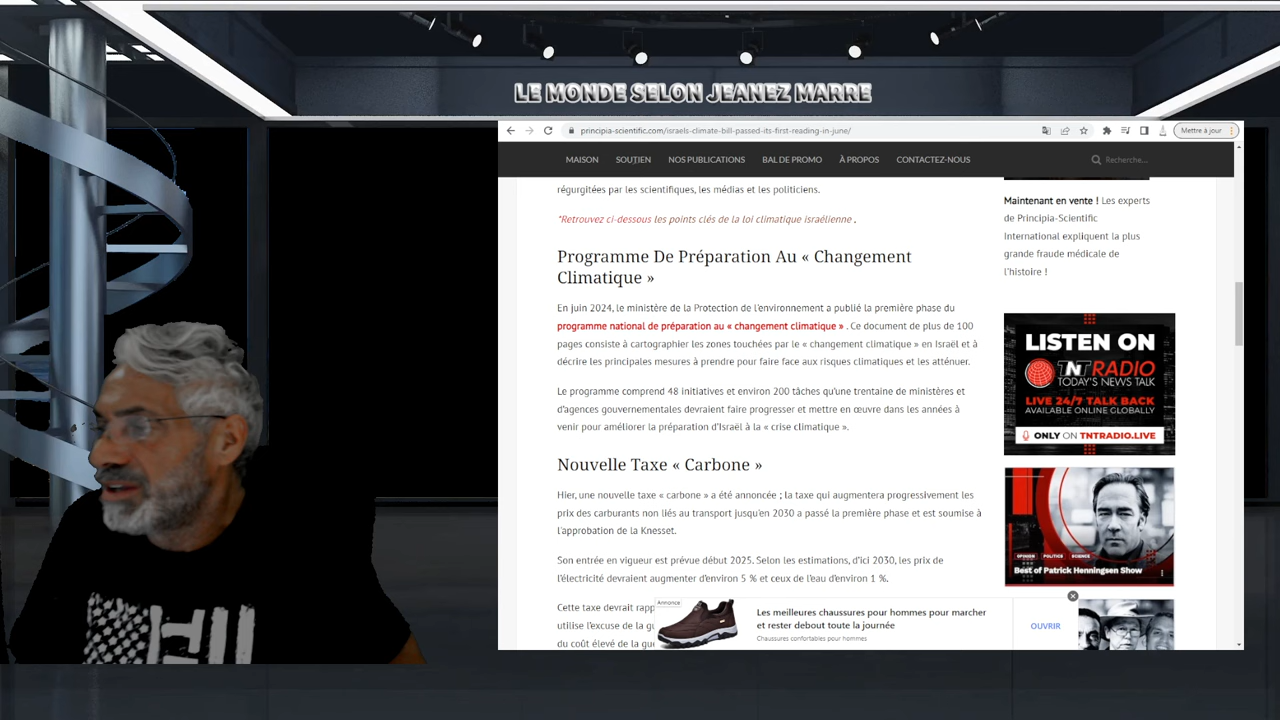 LE MONDE SELON JEANEZ MARRE
principia-scientific.com/israels-climate-bill-passed-its-first-reading-in-june/
Mettre à jour
MAISON SOUTIEN NOS PUBLICATIONS BAL DE PROMO À PROPOS CONTACTEZ-NOUS
Recherche...
régurgitées par les scientifiques, les médias et les politiciens.
*Retrouvez ci-dessous les points clés de la loi climatique israélienne .
Programme De Préparation Au « Changement
Climatique »
En juin 2024, le ministère de la Protection de l'environnement a publié la première phase du
programme national de préparation au « changement climatique » . Ce document de plus de 100
pages consiste à cartographier les zones touchées par le « changement climatique » en Israël et à
décrire les principales mesures à prendre pour faire face aux risques climatiques et les atténuer.
Le programme comprend 48 initiatives et environ 200 tâches qu'une trentaine de ministères et
d'agences gouvernementales devraient faire progresser et mettre en œuvre dans les années à
venir pour améliorer la préparation d'Israël à la « crise climatique ».
Nouvelle Taxe « Carbone »
Hier, une nouvelle taxe « carbone » a été annoncée ; la taxe qui augmentera progressivement les
prix des carburants non liés au transport jusqu'en 2030 a passé la première phase et est soumise à
l'approbation de la Knesset.
Son entrée en vigueur est prévue début 2025. Selon les estimations, d'ici 2030, les prix de
l'électricité devraient augmenter d'environ 5 % et ceux de l'eau d'environ 1 %.
Cette taxe devrait
utilise l'excuse de la
du coût élevé de la
Annonce
Les meilleures chaussures pour hommes pour marcher
et rester debout toute la journée
Chaussures confortables pour hommes
OUVRIR
Maintenant en vente ! Les experts
de Principia-Scientific
International expliquent la plus
grande fraude médicale de
l'histoire !
LISTEN ON
TNT RADIO
TODAY'S NEWS TALK
LIVE 24/7 TALK BACK
AVAILABLE ONLINE GLOBALLY
ONLY ON TNTRADIO.LIVE
OPINION POLITICS SCIENCE
Best of Patrick Henningsen Show